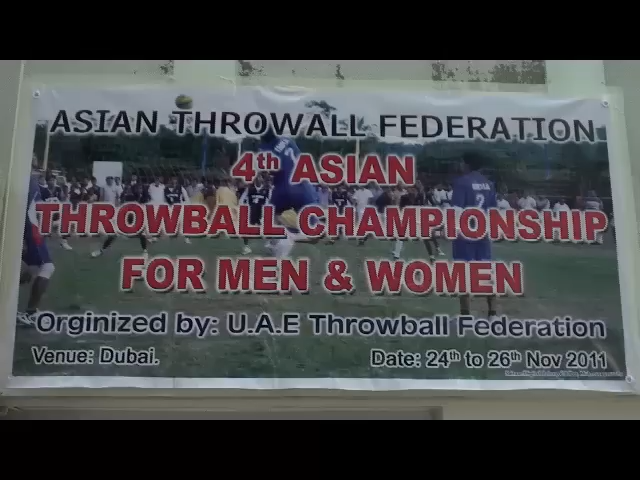 ASIAN THROWALL FEDERATION
4th ASIAN
THROWBALL CHAMPIONSHIP
FOR MEN & WOMEN
Orginized by: U.A.E Throwball Federation
Venue: Dubai.
Date: 24th to 26th Nov 2011